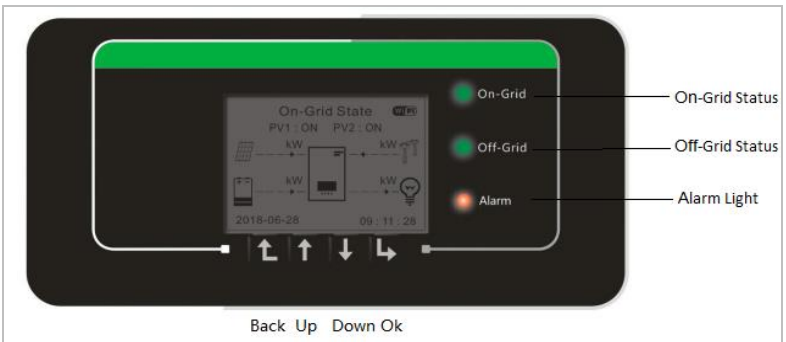 On-Grid State WIFI
PV1 : ON PV2 : ON
kW kW
kW kW
2018-06-28 09 : 11 : 28
On-Grid
Off-Grid
Alarm
On-Grid Status
Off-Grid Status
Alarm Light
Back Up Down Ok